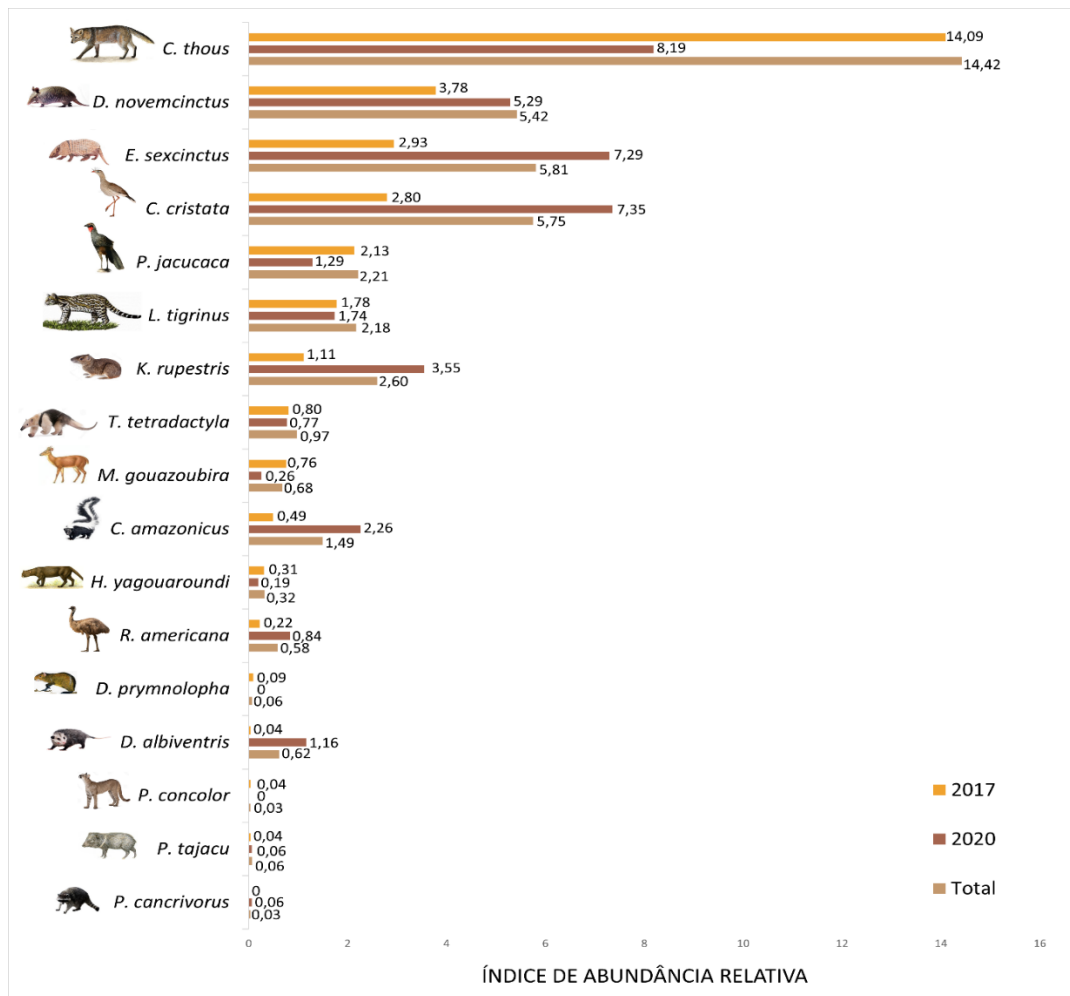 C. thous
14,09
8,19
14,42
D. novemcinctus
3,78
5,29
5,42
E. sexcinctus
2,93
7,29
5,81
C. cristata
2,80
7,35
5,75
P. jacucaca
2,13
1,29
2,21
L. tigrinus
1,78
1,74
2,18
K. rupestris
1,11
3,55
2,60
T. tetradactyla
0,80
0,77
0,97
M. gouazoubira
0,76
0,26
0,68
C. amazonicus
0,49
2,26
1,49
H. yagouaroundi
0,31
0,19
0,32
R. americana
0,22
0,84
0,58
D. prymnolopha
0,09
0
0,06
D. albiventris
0,04
1,16
0,62
P. concolor
0,04
0
0,03
P. tajacu
0,04
0,06
0,06
P. cancrivorus
0
0,06
0,03
2017
2020
Total
0 2 4 6 8 10 12 14 16
ÍNDICE DE ABUNDÂNCIA RELATIVA